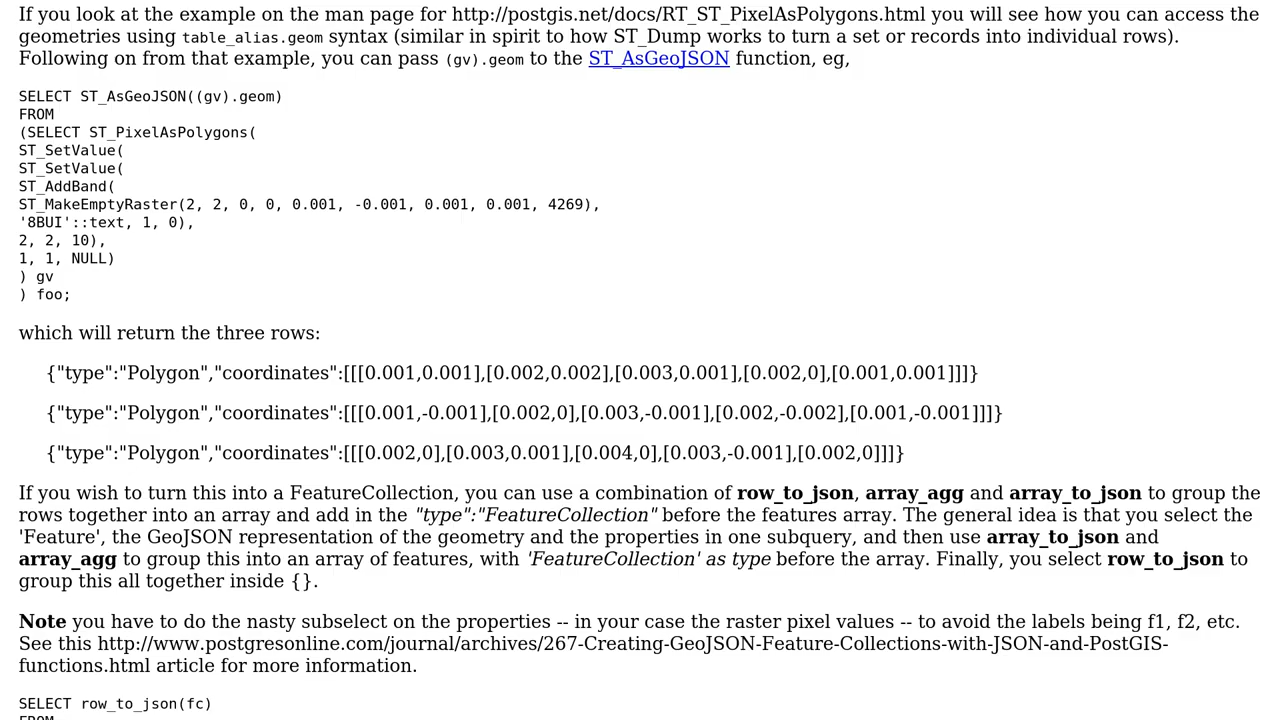 If you look at the example on the man page for http://postgis.net/docs/RT_ST_PixelAsPolygons.html you will see how you can access the
geometries using table_alias.geom syntax (similar in spirit to how ST_Dump works to turn a set or records into individual rows).
Following on from that example, you can pass (gv).geom to the ST_AsGeoJSON function, eg,
SELECT ST_AsGeoJSON((gv).geom)
FROM
(SELECT ST_PixelAsPolygons(
ST_SetValue(
ST_SetValue(
ST_AddBand(
ST_MakeEmptyRaster(2, 2, 0, 0, 0.001, -0.001, 0.001, 0.001, 4269),
'8BUI'::text, 1, 0),
2, 2, 10),
1, 1, NULL)
) gv
) foo;
which will return the three rows:
{"type":"Polygon","coordinates":[[[0.001,0.001],[0.002,0.002],[0.003,0.001],[0.002,0],[0.001,0.001]]]}
{"type":"Polygon","coordinates":[[[0.001,-0.001],[0.002,0],[0.003,-0.001],[0.002,-0.002],[0.001,-0.001]]]}
{"type":"Polygon","coordinates":[[[0.002,0],[0.003,0.001],[0.004,0],[0.003,-0.001],[0.002,0]]]}
If you wish to turn this into a FeatureCollection, you can use a combination of row_to_json, array_agg and array_to_json to group the
rows together into an array and add in the "type":"FeatureCollection" before the features array. The general idea is that you select the
'Feature', the GeoJSON representation of the geometry and the properties in one subquery, and then use array_to_json and
array_agg to group this into an array of features, with 'FeatureCollection' as type before the array. Finally, you select row_to_json to
group this all together inside {}.
Note you have to do the nasty subselect on the properties -- in your case the raster pixel values -- to avoid the labels being f1, f2, etc.
See this http://www.postgresonline.com/journal/archives/267-Creating-GeoJSON-Feature-Collections-with-JSON-and-PostGIS-
functions.html article for more information.
SELECT row_to_json(fc)
FROM